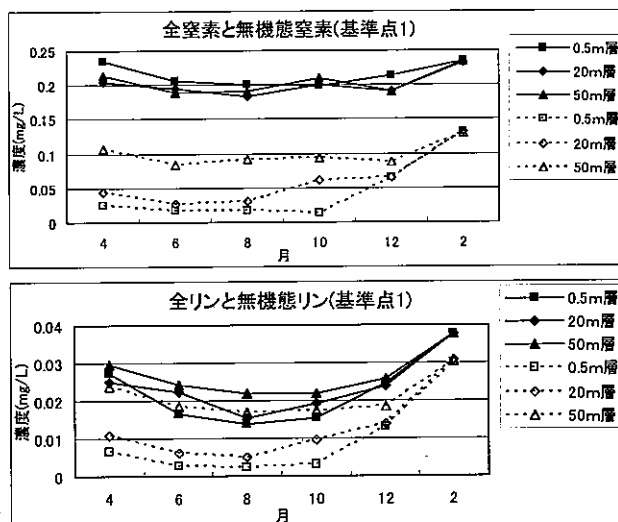 全窒素と無機態窒素(基準点1)
0.25
0.2
0.15
0.1
0.05
0
濃度(mg/L)
4 6 8 10 12 2
月
0.5m層
20m層
50m層
0.5m層
20m層
50m層
全リンと無機態リン(基準点1)
0.04
0.03
0.02
0.01
0
濃度(mg/L)
4 6 8 10 12 2
月
0.5m層
20m層
50m層
0.5m層
20m層
50m層